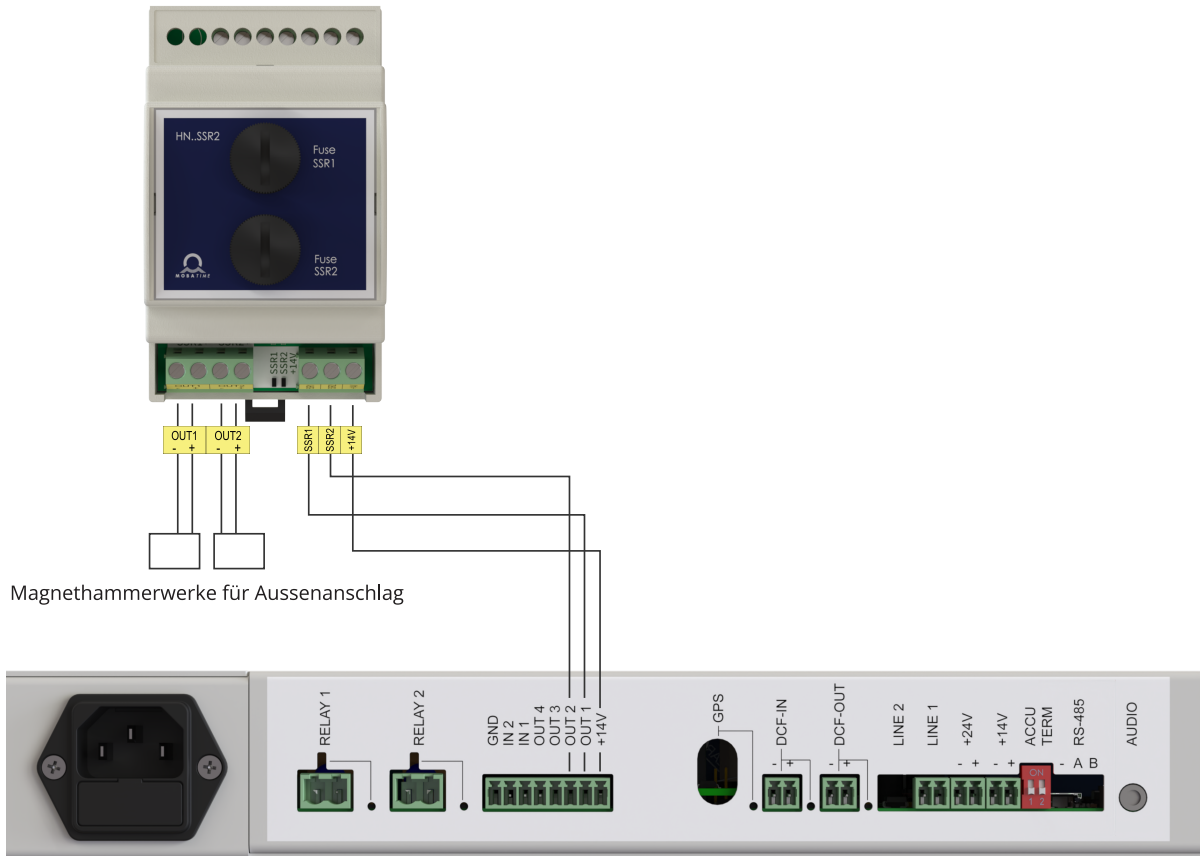 HN..SSR2
Fuse
SSR1
Fuse
SSR2
MOBATIME
SSR1
SSR2
+14V
OUT1
- +
OUT2
- +
SSR1
SSR2
+14V
Magnethammerwerke für Aussenanschlag
RELAY 1
RELAY 2
GND
IN 2
IN 1
OUT 4
OUT 3
OUT 2
OUT 1
+14V
GPS
DCF-IN
- +
DCF-OUT
- +
LINE 2
LINE 1
+24V
- +
+14V
- +
ACCU
TERM
ON
1 2
RS-485
- A B
AUDIO